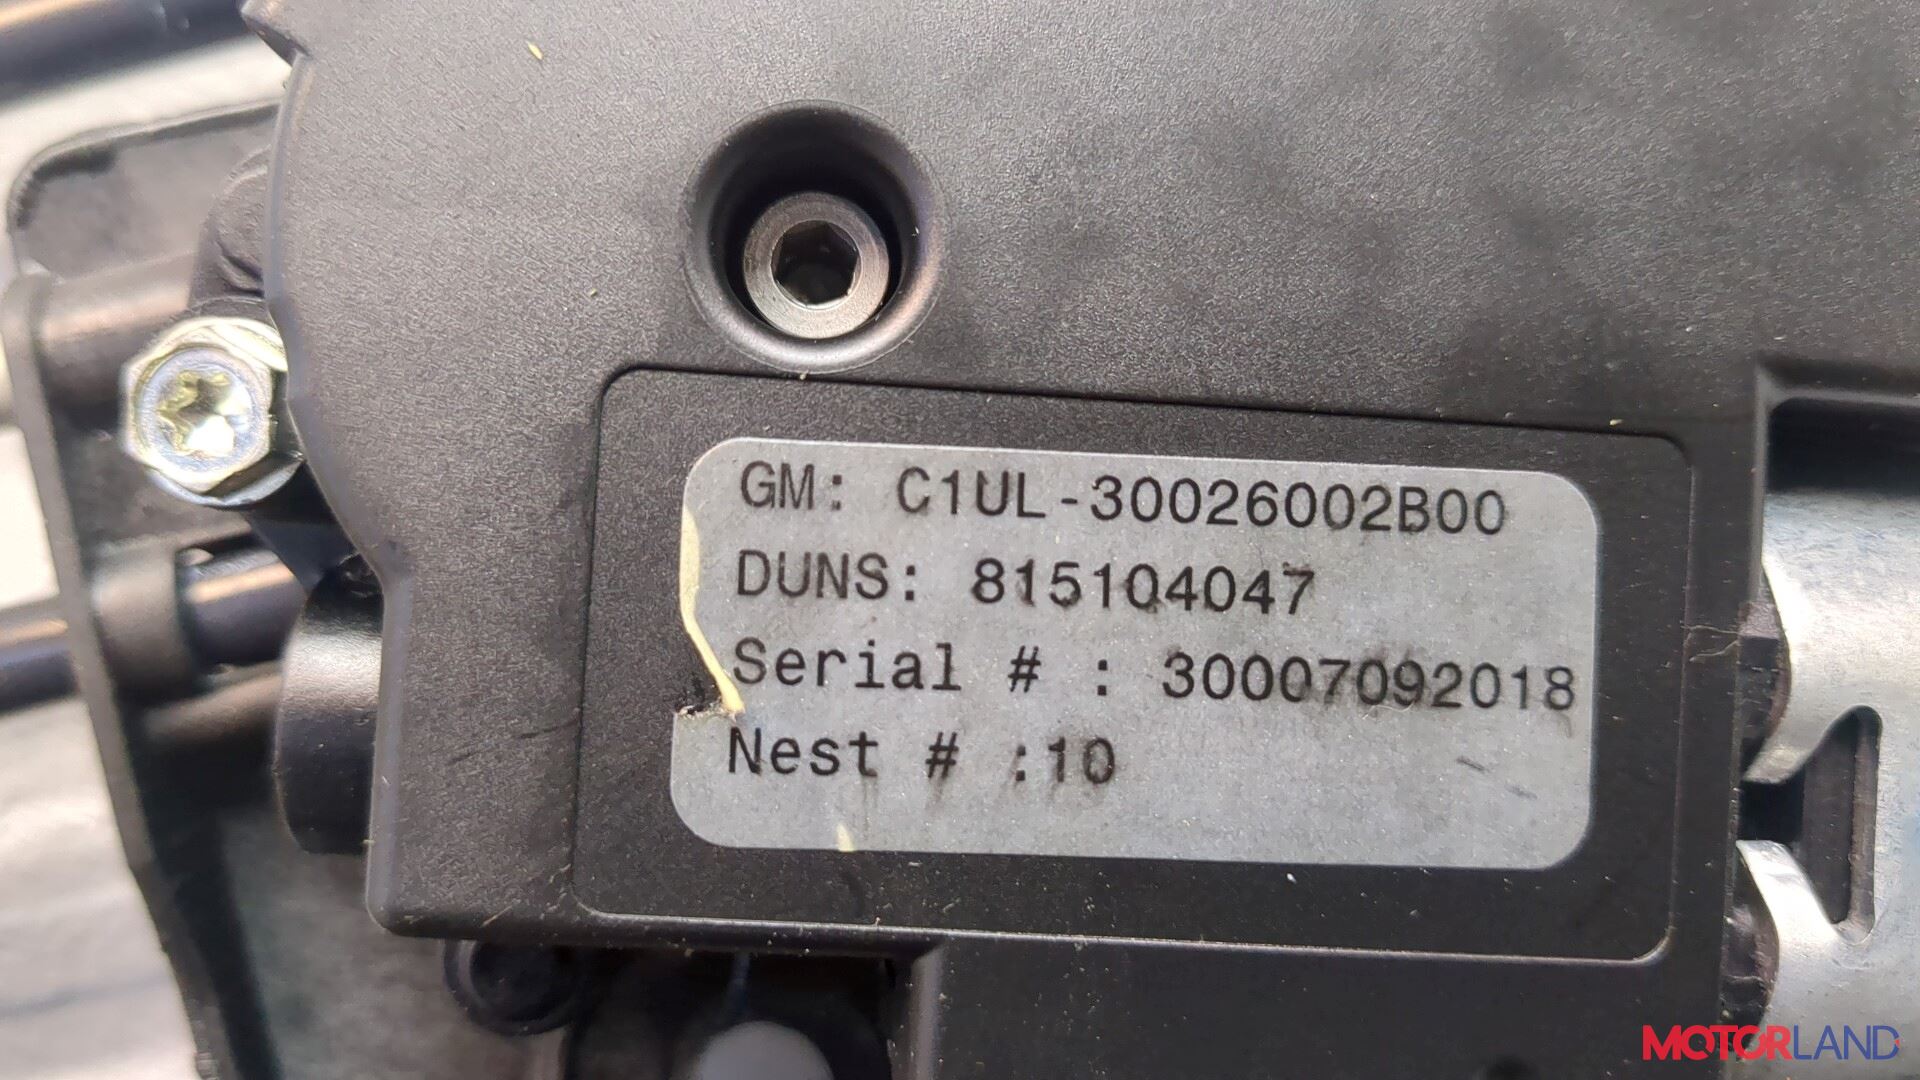 GM: C1UL-30026002B00
DUNS: 815104047
Serial # : 30007092018
Nest # :10
MOTORLAND